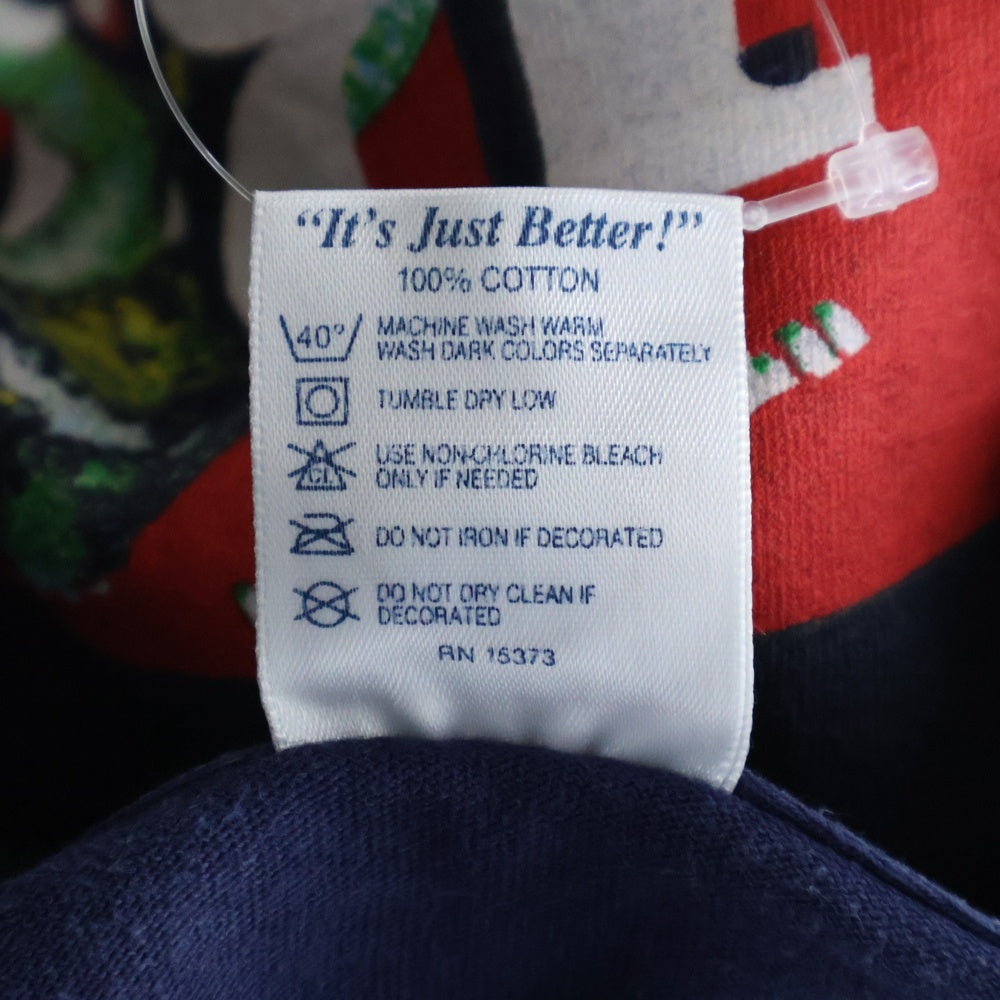 “It's Just Better!”
100% COTTON
40°
MACHINE WASH WARM
WASH DARK COLORS SEPARATELY
TUMBLE DRY LOW
CL
USE NON-CHLORINE BLEACH
ONLY IF NEEDED
DO NOT IRON IF DECORATED
DO NOT DRY CLEAN IF
DECORATED
RN 15373